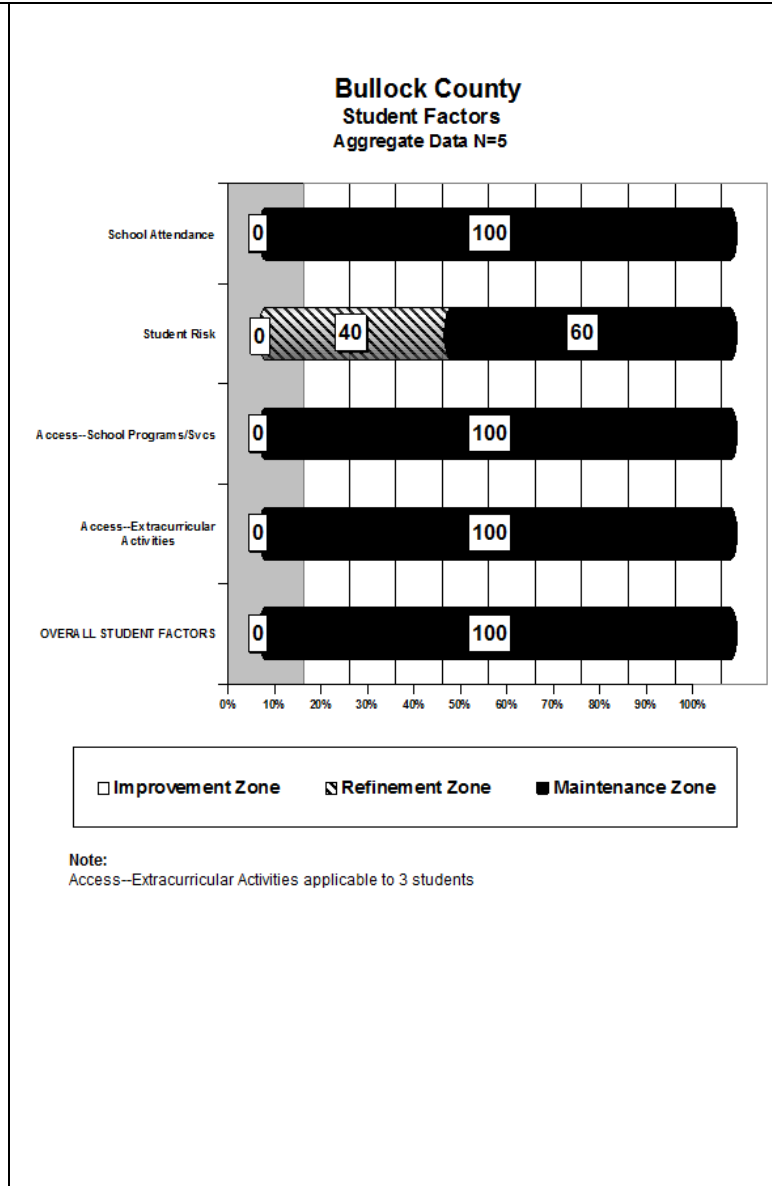 Bullock County
Student Factors
Aggregate Data N=5
School Attendance
0
100
Student Risk
0
40
60
Access--School Programs/Svcs
0
100
Access--Extracurricular
Activities
0
100
OVERALL STUDENT FACTORS
0
100
0% 10% 20% 30% 40% 50% 60% 70% 80% 90% 100%
Improvement Zone Refinement Zone Maintenance Zone
Note:
Access--Extracurricular Activities applicable to 3 students